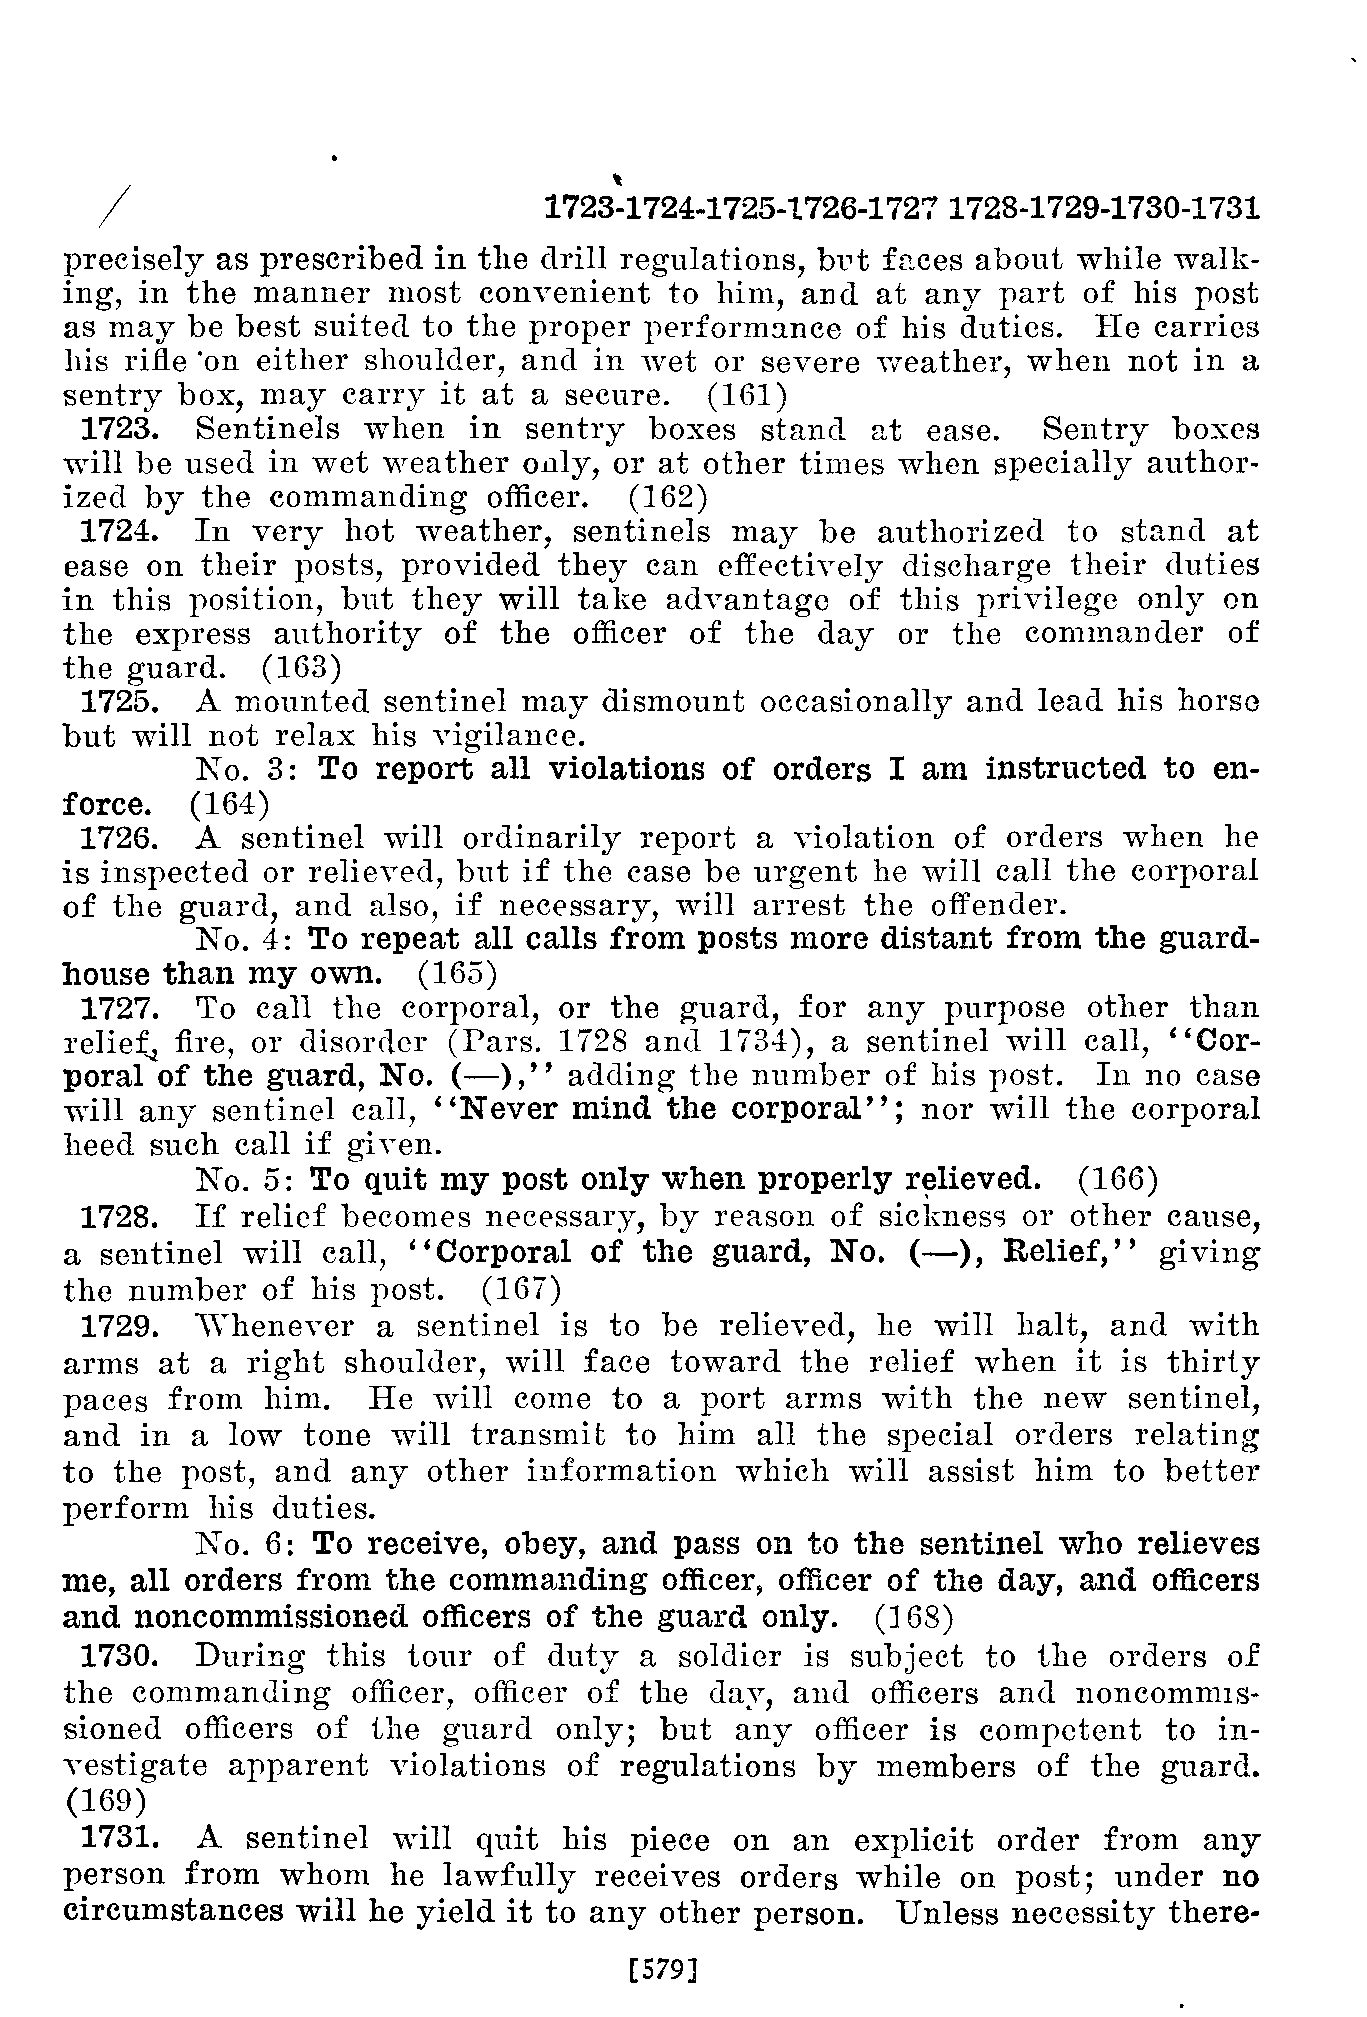 1723-1724-1725-1726-1727 1728-1729-1730-1731
precisely as prescribed in the drill regulations, but faces about while walk-
ing, in the manner most convenient to him, and at any part of his post
as may be best suited to the proper performance of his duties. He carries
his rifle on either shoulder, and in wet or severe weather, when not in a
sentry box, may carry it at a secure. (161)
1723. Sentinels when in sentry boxes stand at ease. Sentry boxes
will be used in wet weather only, or at other times when specially author-
ized by the commanding officer. (162)
1724. In very hot weather, sentinels may be authorized to stand at
ease on their posts, provided they can effectively discharge their duties
in this position, but they will take advantage of this privilege only on
the express authority of the officer of the day or the commander of
the guard. (163)
1725. A mounted sentinel may dismount occasionally and lead his horse
but will not relax his vigilance.
No. 3: To report all violations of orders I am instructed to en-
force. (164)
1726. A sentinel will ordinarily report a violation of orders when he
is inspected or relieved, but if the case be urgent he will call the corporal
of the guard, and also, if necessary, will arrest the offender.
No. 4: To repeat all calls from posts more distant from the guard-
house than my own. (165)
1727. To call the corporal, or the guard, for any purpose other than
relief, fire, or disorder (Pars. 1728 and 1734), a sentinel will call, "Cor-
poral of the guard, No. (—)," adding the number of his post. In no case
will any sentinel call, "Never mind the corporal"; nor will the corporal
heed such call if given.
No. 5: To quit my post only when properly relieved. (166)
1728. If relief becomes necessary, by reason of sickness or other cause,
a sentinel will call, "Corporal of the guard, No. (—), Relief," giving
the number of his post. (167)
1729. Whenever a sentinel is to be relieved, he will halt, and with
arms at a right shoulder, will face toward the relief when it is thirty
paces from him. He will come to a port arms with the new sentinel,
and in a low tone will transmit to him all the special orders relating
to the post, and any other information which will assist him to better
perform his duties.
No. 6: To receive, obey, and pass on to the sentinel who relieves
me, all orders from the commanding officer, officer of the day, and officers
and noncommissioned officers of the guard only. (168)
1730. During this tour of duty a soldier is subject to the orders of
the commanding officer, officer of the day, and officers and noncommis-
sioned officers of the guard only; but any officer is competent to in-
vestigate apparent violations of regulations by members of the guard.
(169)
1731. A sentinel will quit his piece on an explicit order from any
person from whom he lawfully receives orders while on post; under no
circumstances will he yield it to any other person. Unless necessity there-
[579]